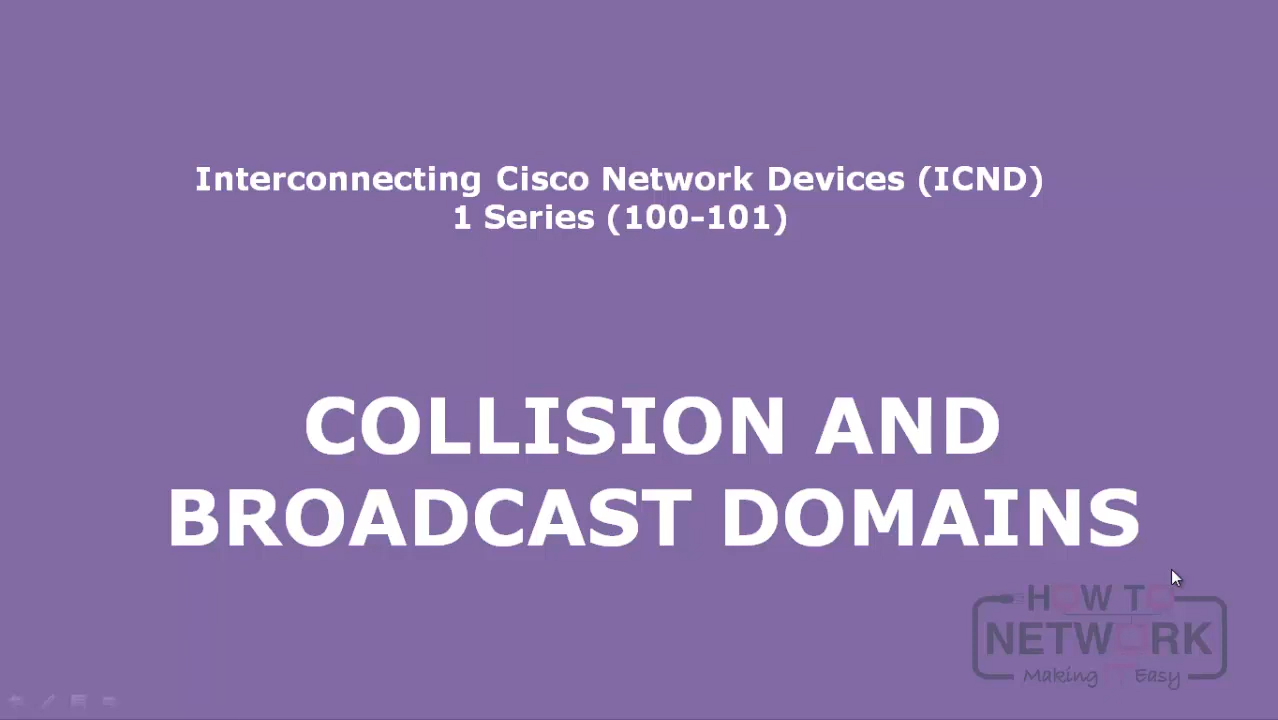 Interconnecting Cisco Network Devices (ICND)
1 Series (100-101)
COLLISION AND
BROADCAST DOMAINS
HOW TO
NETWORK
Making IT Easy